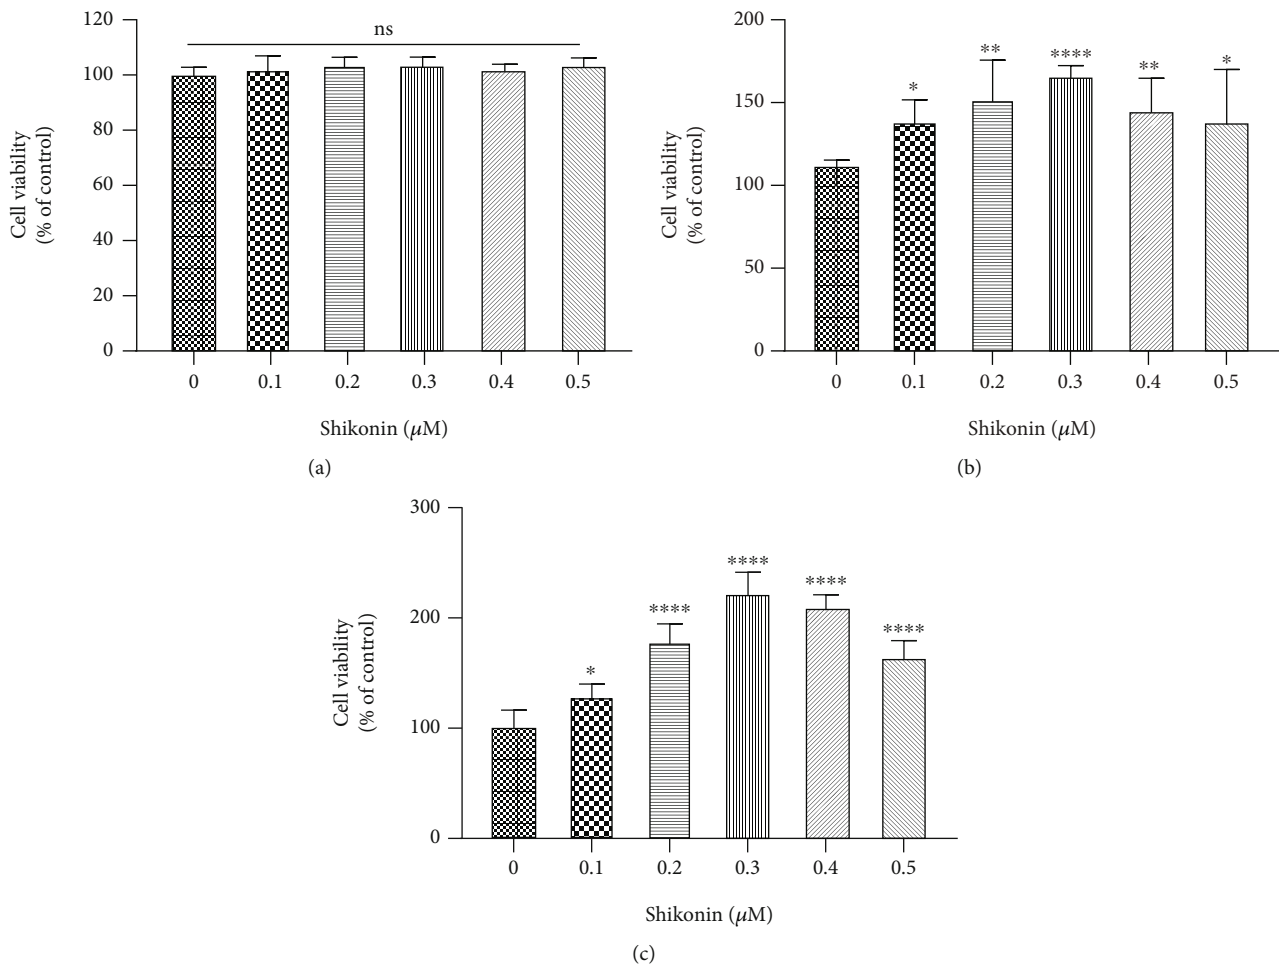 120
100
80
60
40
20
0
Cell viability
(% of control)
ns
0 0.1 0.2 0.3 0.4 0.5
Shikonin (μM)
(a)
200
150
100
50
0
Cell viability
(% of control)
* ** **** ** *
0 0.1 0.2 0.3 0.4 0.5
Shikonin (μM)
(b)
300
200
100
0
Cell viability
(% of control)
* **** **** **** ****
0 0.1 0.2 0.3 0.4 0.5
Shikonin (μM)
(c)